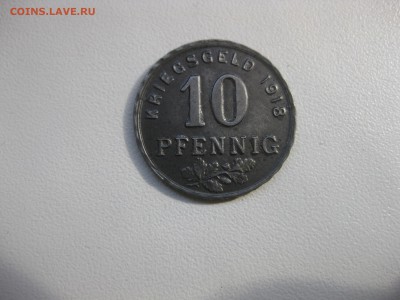 COINS.LAVE.RU
KRIEGSGELD 1918
10
PFENNIG